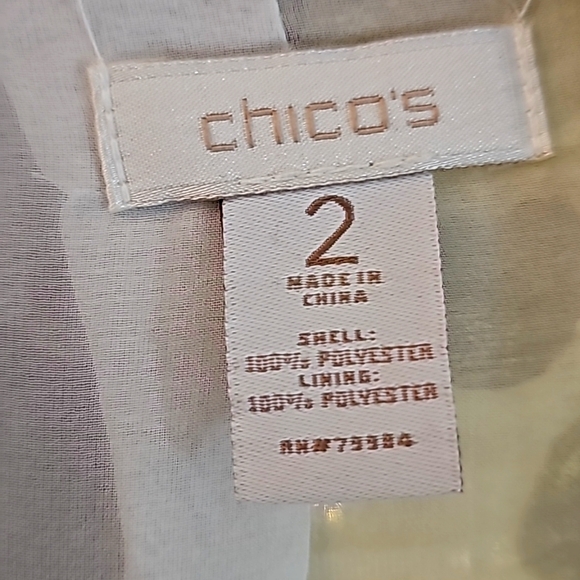 chico's
2
MADE IN
CHINA
SHELL:
100% POLYESTER
LINING:
100% POLYESTER
RN#79984